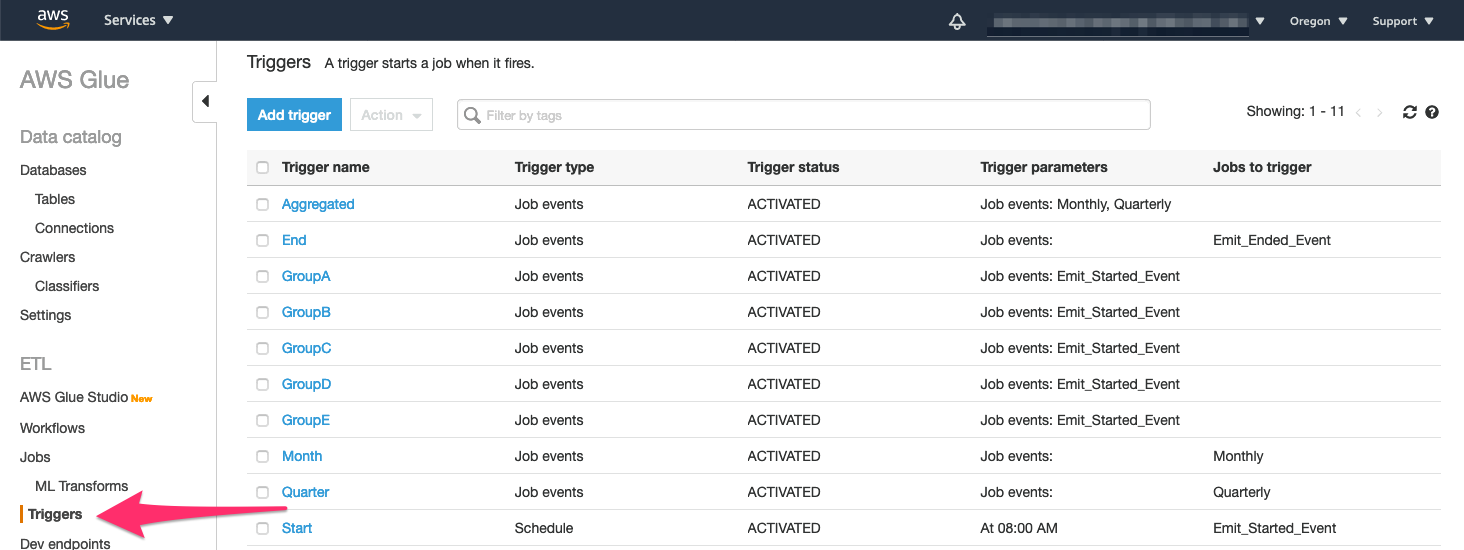 aws Services Oregon Support
AWS Glue
Data catalog
Databases
Tables
Connections
Crawlers
Classifiers
Settings
ETL
AWS Glue Studio New
Workflows
Jobs
ML Transforms
Triggers
Dev endpoints
Triggers A trigger starts a job when it fires.
Add trigger Action Filter by tags Showing: 1 - 11
Trigger name Trigger type Trigger status Trigger parameters Jobs to trigger
Aggregated Job events ACTIVATED Job events: Monthly, Quarterly
End Job events ACTIVATED Job events: Emit_Ended_Event
GroupA Job events ACTIVATED Job events: Emit_Started_Event
GroupB Job events ACTIVATED Job events: Emit_Started_Event
GroupC Job events ACTIVATED Job events: Emit_Started_Event
GroupD Job events ACTIVATED Job events: Emit_Started_Event
GroupE Job events ACTIVATED Job events: Emit_Started_Event
Month Job events ACTIVATED Job events: Monthly
Quarter Job events ACTIVATED Job events: Quarterly
Start Schedule ACTIVATED At 08:00 AM Emit_Started_Event